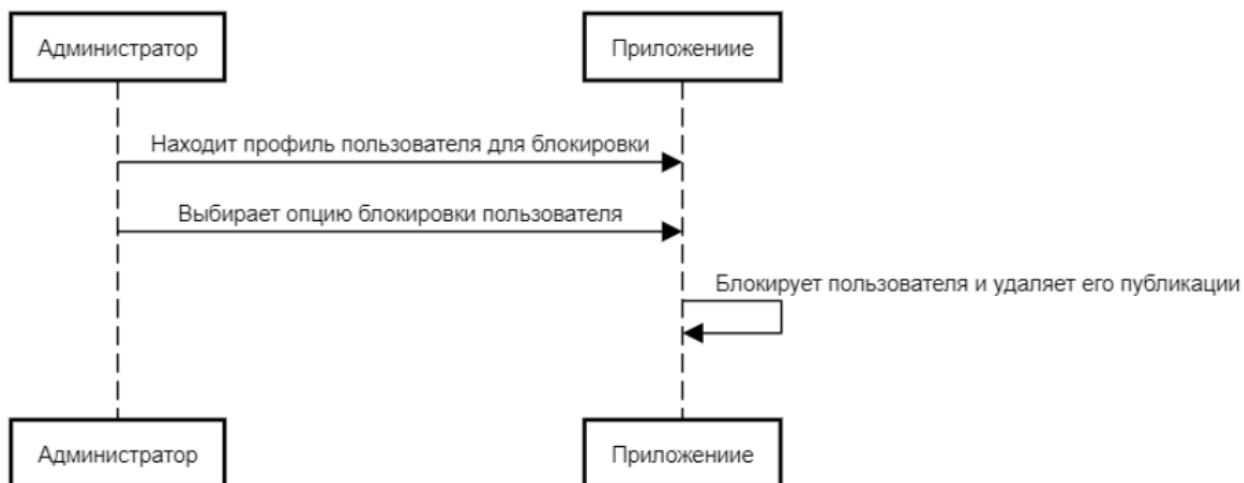 Администратор
Приложениие
Находит профиль пользователя для блокировки
Выбирает опцию блокировки пользователя
Блокирует пользователя и удаляет его публикации
Администратор
Приложениие